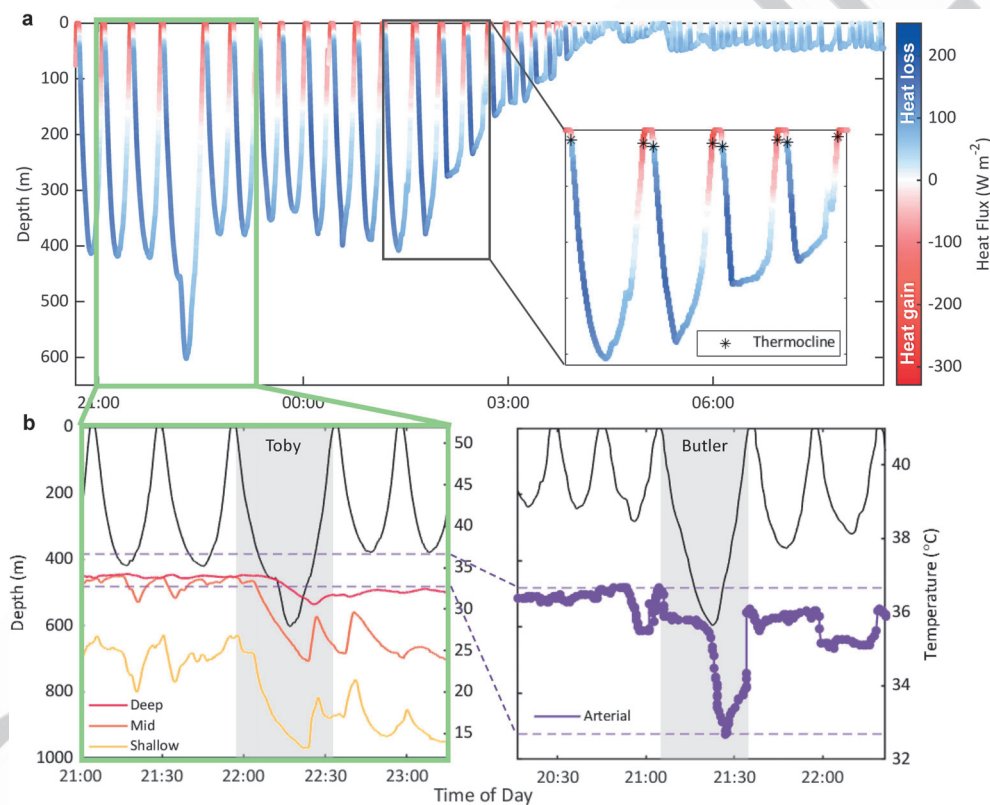 a
0
100
200
300
400
500
600
Depth (m)
21:00
00:00
03:00
06:00
Thermocline
Heat loss
Heat gain
200
100
0
-100
-200
-300
Heat Flux (W m⁻²)
b
0
200
400
600
800
1000
Depth (m)
Toby
50
45
40
35
30
25
20
15
Deep
Mid
Shallow
21:00
21:30
22:00
22:30
23:00
Butler
40
38
36
34
32
Temperature (°C)
Arterial
20:30
21:00
21:30
22:00
Time of Day